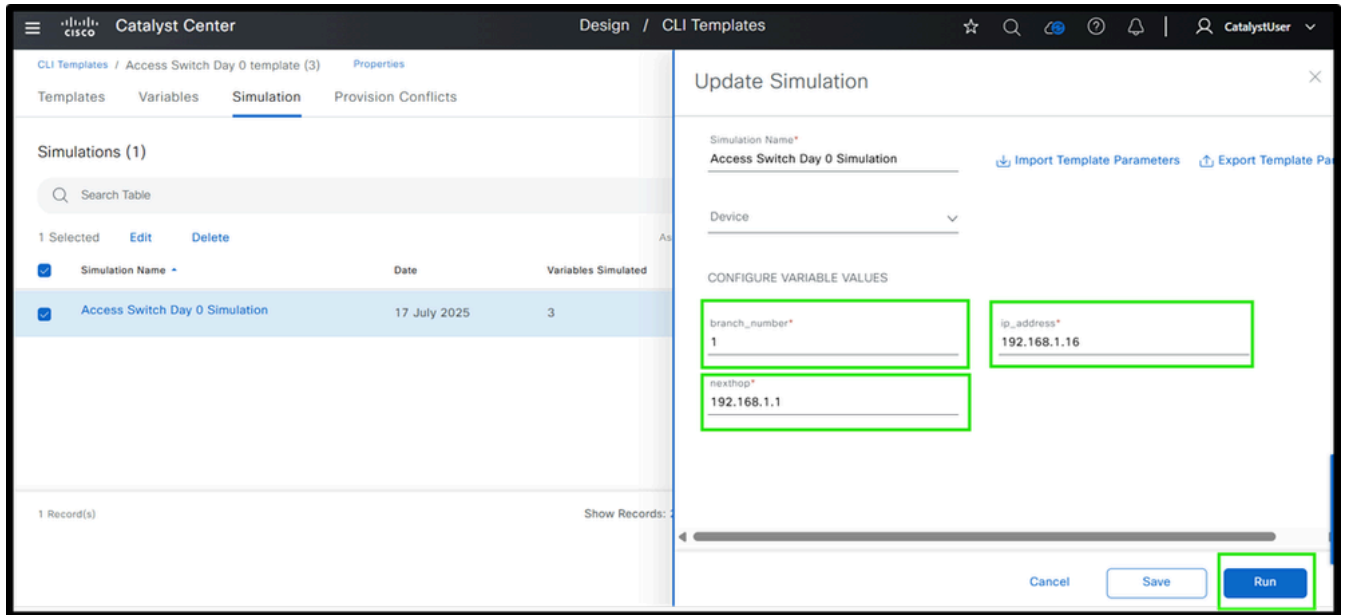 cisco Catalyst Center Design / CLI Templates CatalystUser
CLI Templates / Access Switch Day 0 template (3) Properties
Templates Variables Simulation Provision Conflicts
Simulations (1)
Search Table
1 Selected Edit Delete As
Simulation Name Date Variables Simulated
Access Switch Day 0 Simulation 17 July 2025 3
1 Record(s) Show Records:
Update Simulation
Simulation Name*
Access Switch Day 0 Simulation Import Template Parameters Export Template Pa
Device
CONFIGURE VARIABLE VALUES
branch_number* ip_address*
1 192.168.1.16
nexthop*
192.168.1.1
Cancel Save Run